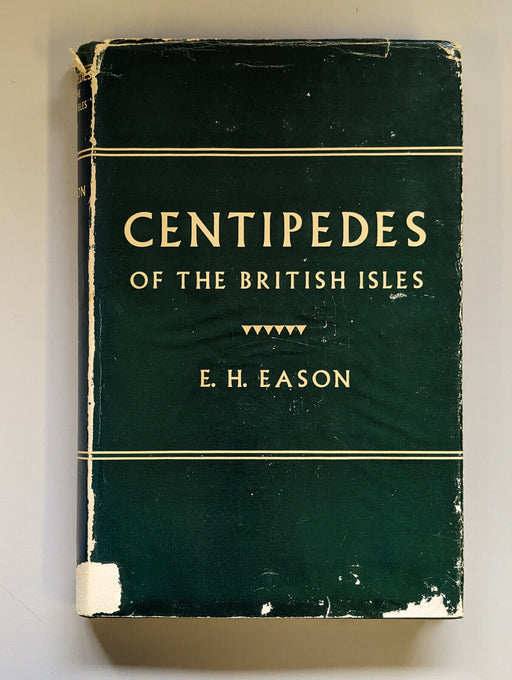 CENTIPEDES
OF THE BRITISH ISLES
E. H. EASON